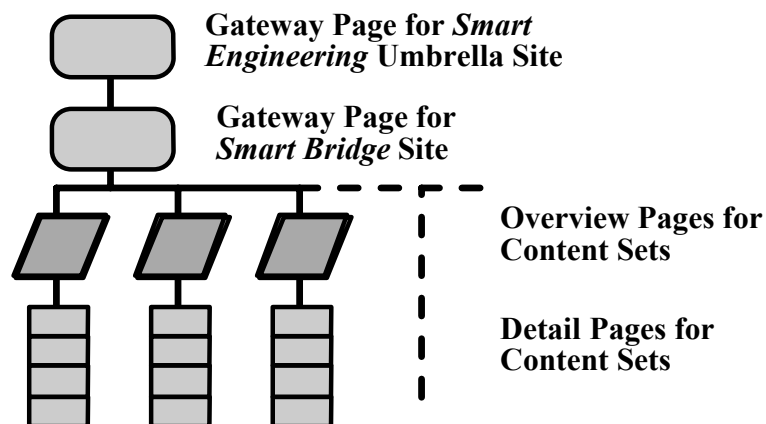 Gateway Page for Smart
Engineering Umbrella Site
Gateway Page for
Smart Bridge Site
Overview Pages for
Content Sets
Detail Pages for
Content Sets